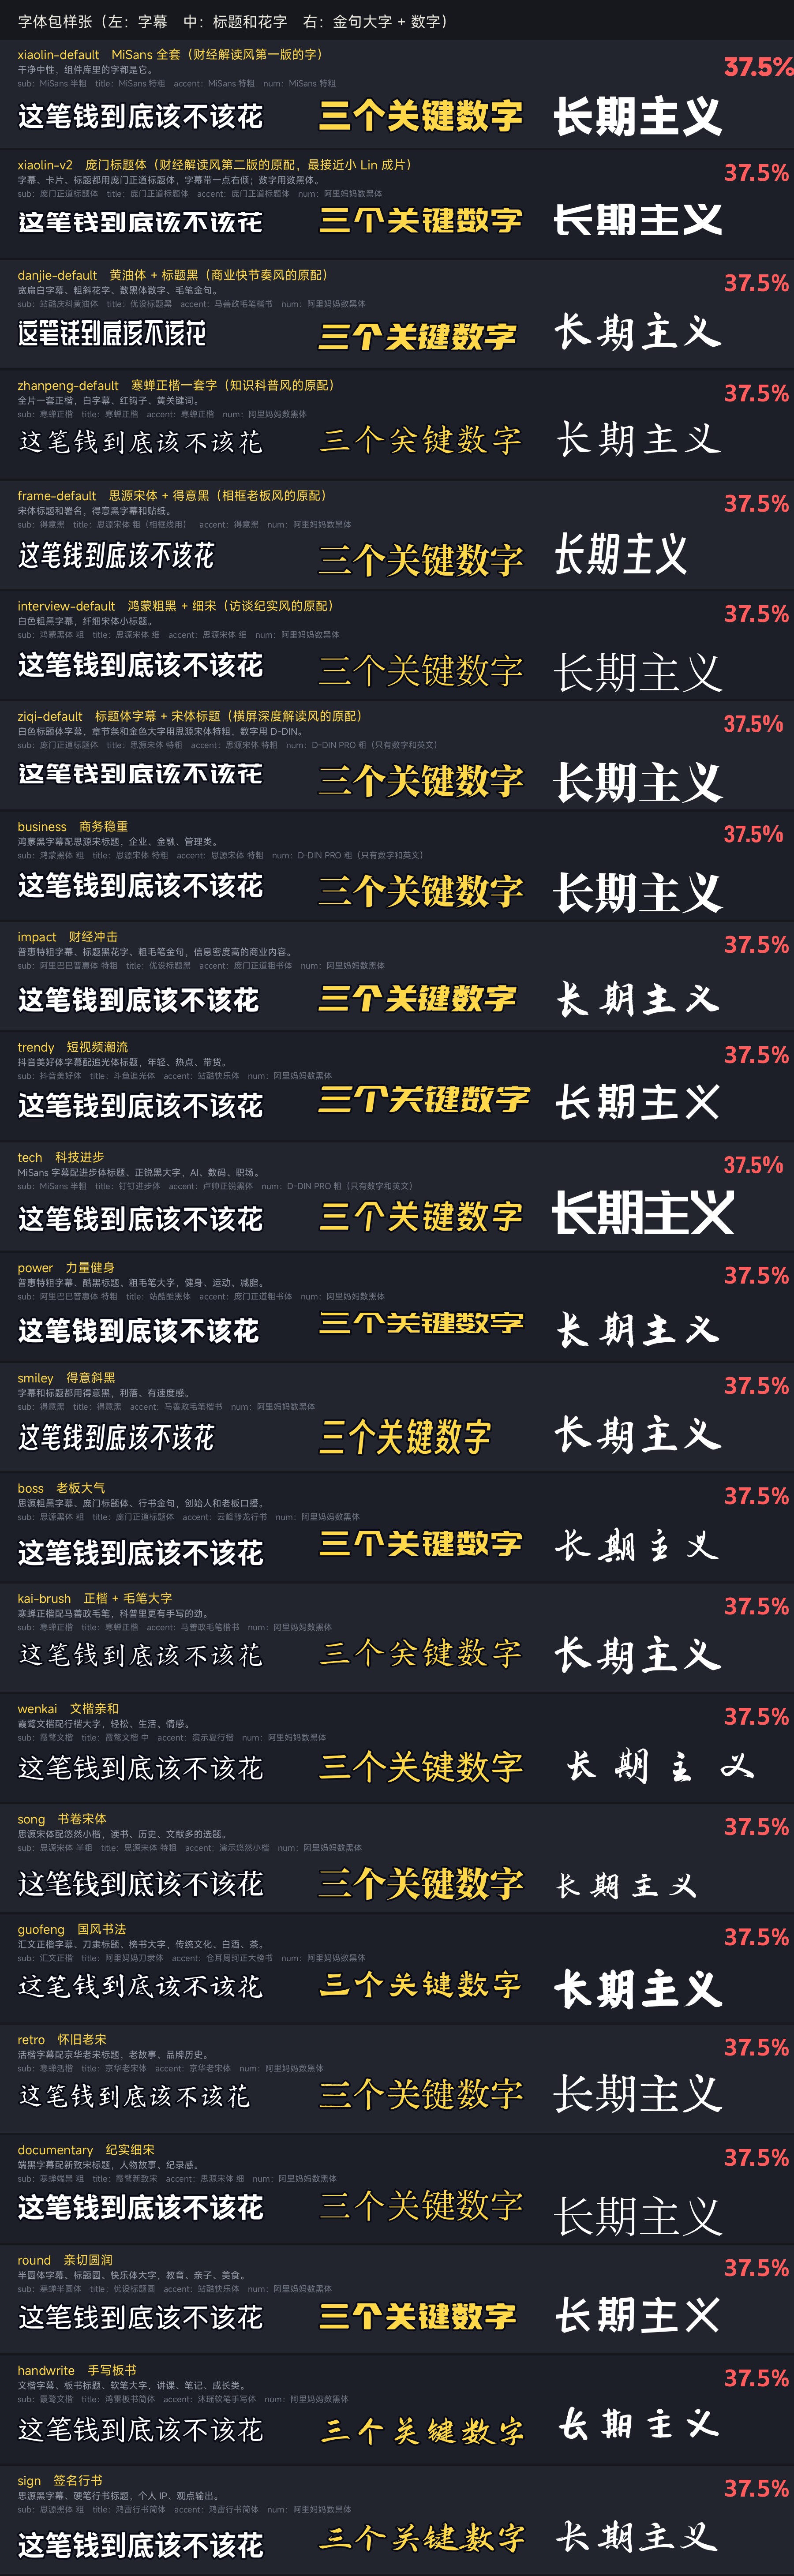 字体包样张（左：字幕　中：标题和花字　右：金句大字 + 数字）
xiaolin-default　MiSans 全套（财经解读风第一版的字）
37.5%
干净中性，组件库里的字都是它。
sub: MiSans 半粗　title: MiSans 特粗　accent: MiSans 特粗　num: MiSans 特粗
这笔钱到底该不该花　三个关键数字　长期主义
xiaolin-v2　庞门标题体（财经解读风第二版的原配，最接近小 Lin 成片）
37.5%
字幕、卡片、标题都用庞门正道标题体，字幕带一点右倾；数字用数黑体。
sub: 庞门正道标题体　title: 庞门正道标题体　accent: 庞门正道标题体　num: 阿里妈妈数黑体
这笔钱到底该不该花　三个关键数字　长期主义
danjie-default　黄油体 + 标题黑（商业快节奏风的原配）
37.5%
宽扁白字幕、粗斜花字、数黑体数字、毛笔金句。
sub: 站酷庆科黄油体　title: 优设标题黑　accent: 马善政毛笔楷书　num: 阿里妈妈数黑体
这笔钱到底该不该花　三个关键数字　长期主义
zhanpeng-default　寒蝉正楷一套字（知识科普风的原配）
37.5%
全片一套正楷，白字幕、红钩子、黄关键词。
sub: 寒蝉正楷　title: 寒蝉正楷　accent: 寒蝉正楷　num: 阿里妈妈数黑体
这笔钱到底该不该花　三个关键数字　长期主义
frame-default　思源宋体 + 得意黑（相框老板风的原配）
37.5%
宋体标题和署名，得意黑字幕和贴纸。
sub: 得意黑　title: 思源宋体 粗（相框线用）　accent: 得意黑　num: 阿里妈妈数黑体
这笔钱到底该不该花　三个关键数字　长期主义
interview-default　鸿蒙粗黑 + 细宋（访谈纪实风的原配）
37.5%
白色粗黑字幕，纤细宋体小标题。
sub: 鸿蒙黑体 粗　title: 思源宋体 细　accent: 思源宋体 细　num: 阿里妈妈数黑体
这笔钱到底该不该花　三个关键数字　长期主义
ziqi-default　标题体字幕 + 宋体标题（横屏深度解读风的原配）
37.5%
白色标题体字幕，章节条和金色大字用思源宋体特粗，数字用 D-DIN。
sub: 庞门正道标题体　title: 思源宋体 特粗　accent: 思源宋体 特粗　num: D-DIN PRO 粗（只有数字和英文）
这笔钱到底该不该花　三个关键数字　长期主义
business　商务稳重
37.5%
鸿蒙黑字幕配思源宋标题，企业、金融、管理类。
sub: 鸿蒙黑体 粗　title: 思源宋体 特粗　accent: 思源宋体 特粗　num: D-DIN PRO 粗（只有数字和英文）
这笔钱到底该不该花　三个关键数字　长期主义
impact　财经冲击
37.5%
普惠特粗字幕、标题黑花字、粗毛笔金句，信息密度高的商业内容。
sub: 阿里巴巴普惠体 特粗　title: 优设标题黑　accent: 庞门正道粗书体　num: 阿里妈妈数黑体
这笔钱到底该不该花　三个关键数字　长期主义
trendy　短视频潮流
37.5%
抖音美好体字幕配追光体标题，年轻、热点、带货。
sub: 抖音美好体　title: 斗鱼追光体　accent: 站酷快乐体　num: 阿里妈妈数黑体
这笔钱到底该不该花　三个关键数字　长期主义
tech　科技进步
37.5%
MiSans 字幕配进步体标题、正锐黑大字，AI、数码、职场。
sub: MiSans 半粗　title: 钉钉进步体　accent: 卢帅正锐黑体　num: D-DIN PRO 粗（只有数字和英文）
这笔钱到底该不该花　三个关键数字　长期主义
power　力量健身
37.5%
普惠特粗字幕、酷黑标题、粗毛笔大字，健身、运动、减脂。
sub: 阿里巴巴普惠体 特粗　title: 站酷酷黑体　accent: 庞门正道粗书体　num: 阿里妈妈数黑体
这笔钱到底该不该花　三个关键数字　长期主义
smiley　得意斜黑
37.5%
字幕和标题都用得意黑，利落、有速度感。
sub: 得意黑　title: 得意黑　accent: 马善政毛笔楷书　num: 阿里妈妈数黑体
这笔钱到底该不该花　三个关键数字　长期主义
boss　老板大气
37.5%
思源粗黑字幕、庞门标题体、行书金句，创始人和老板口播。
sub: 思源黑体 粗　title: 庞门正道标题体　accent: 云峰静龙行书　num: 阿里妈妈数黑体
这笔钱到底该不该花　三个关键数字　长期主义
kai-brush　正楷 + 毛笔大字
37.5%
寒蝉正楷配马善政毛笔，科普里更有手写的劲。
sub: 寒蝉正楷　title: 寒蝉正楷　accent: 马善政毛笔楷书　num: 阿里妈妈数黑体
这笔钱到底该不该花　三个关键数字　长期主义
wenkai　文楷亲和
37.5%
霞鹜文楷配行楷大字，轻松、生活、情感。
sub: 霞鹜文楷　title: 霞鹜文楷 中　accent: 演示夏行楷　num: 阿里妈妈数黑体
这笔钱到底该不该花　三个关键数字　长期主义
song　书卷宋体
37.5%
思源宋体配悠然小楷，读书、历史、文献多的选题。
sub: 思源宋体 半粗　title: 思源宋体 特粗　accent: 演示悠然小楷　num: 阿里妈妈数黑体
这笔钱到底该不该花　三个关键数字　长期主义
guofeng　国风书法
37.5%
汇文正楷字幕、刀隶标题、榜书大字，传统文化、白酒、茶。
sub: 汇文正楷　title: 阿里妈妈刀隶体　accent: 仓耳周珂正大榜书　num: 阿里妈妈数黑体
这笔钱到底该不该花　三个关键数字　长期主义
retro　怀旧老宋
37.5%
活楷字幕配京华老宋标题，老故事、品牌历史。
sub: 寒蝉活楷　title: 京华老宋体　accent: 京华老宋体　num: 阿里妈妈数黑体
这笔钱到底该不该花　三个关键数字　长期主义
documentary　纪实细宋
37.5%
端黑字幕配新致宋标题，人物故事、纪录感。
sub: 寒蝉端黑 粗　title: 霞鹜新致宋　accent: 思源宋体 细　num: 阿里妈妈数黑体
这笔钱到底该不该花　三个关键数字　长期主义
round　亲切圆润
37.5%
半圆体字幕、标题圆、快乐体大字，教育、亲子、美食。
sub: 寒蝉半圆体　title: 优设标题圆　accent: 站酷快乐体　num: 阿里妈妈数黑体
这笔钱到底该不该花　三个关键数字　长期主义
handwrite　手写板书
37.5%
文楷字幕、板书标题、软笔大字，讲课、笔记、成长类。
sub: 霞鹜文楷　title: 鸿雷板书简体　accent: 沐瑶软笔手写体　num: 阿里妈妈数黑体
这笔钱到底该不该花　三个关键数字　长期主义
sign　签名行书
37.5%
思源黑字幕、硬笔行书标题，个人 IP、观点输出。
sub: 思源黑体 粗　title: 鸿雷行书简体　accent: 鸿雷行书简体　num: 阿里妈妈数黑体
这笔钱到底该不该花　三个关键数字　长期主义